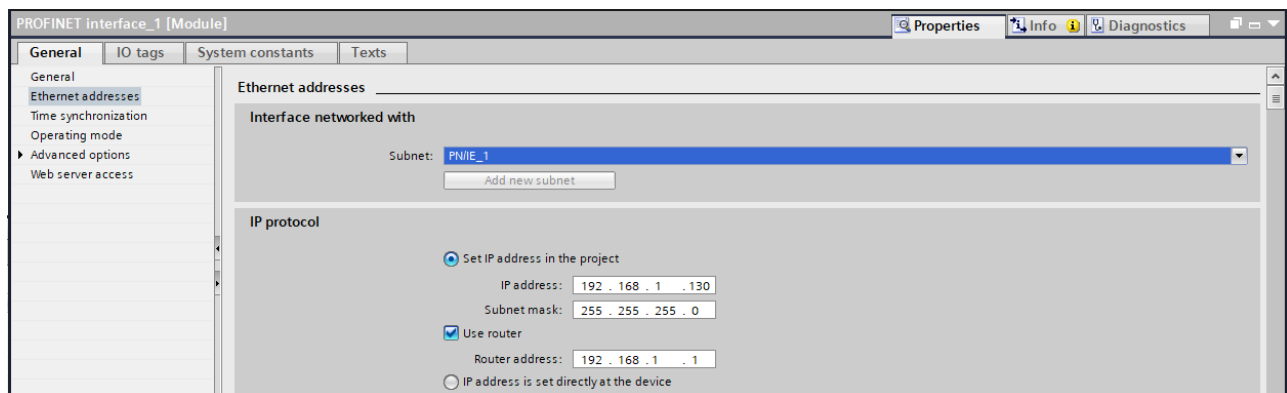 PROFINET interface_1 [Module]
Properties
Info
Diagnostics
General
IO tags
System constants
Texts
General
Ethernet addresses
Time synchronization
Operating mode
Advanced options
Web server access
Ethernet addresses
Interface networked with
Subnet: PN/IE_1
Add new subnet
IP protocol
Set IP address in the project
IP address: 192 . 168 . 1 . 130
Subnet mask: 255 . 255 . 255 . 0
Use router
Router address: 192 . 168 . 1 . 1
IP address is set directly at the device